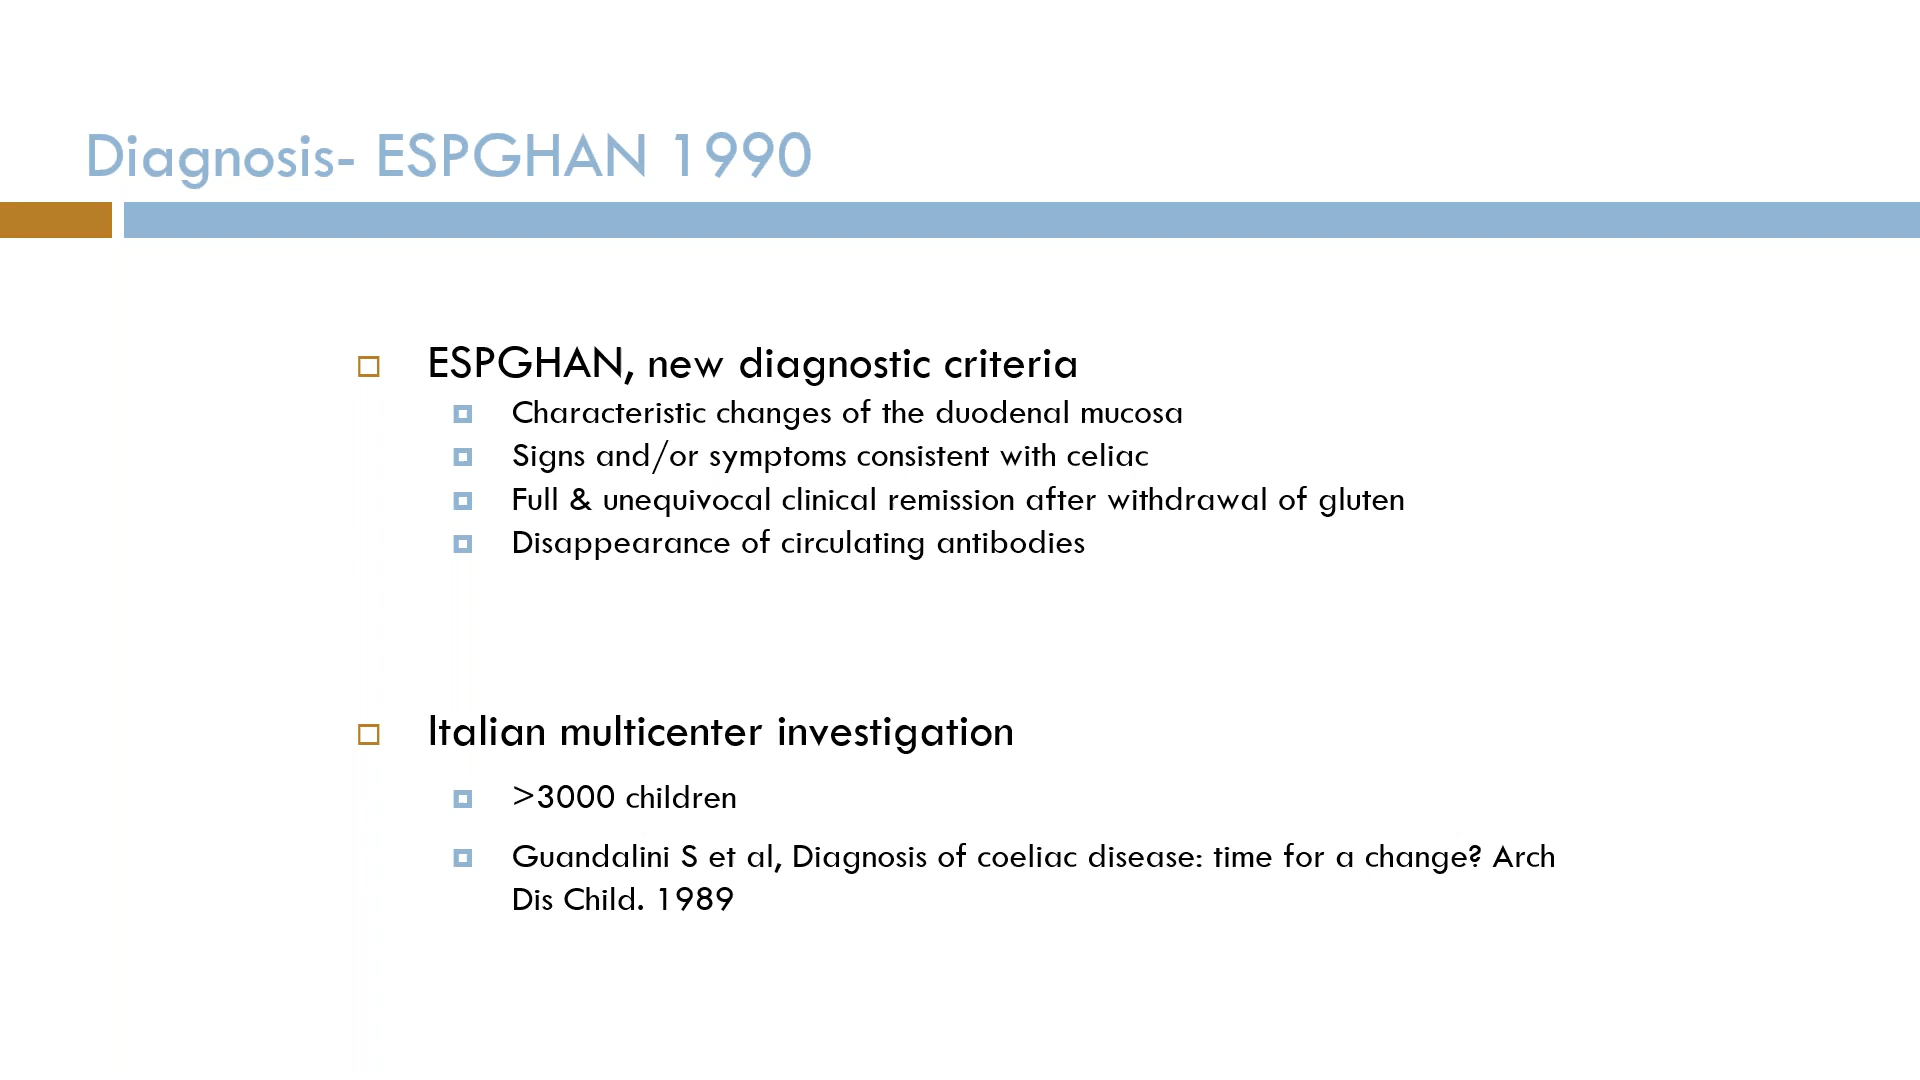 Diagnosis- ESPGHAN 1990
ESPGHAN, new diagnostic criteria
Characteristic changes of the duodenal mucosa
Signs and/or symptoms consistent with celiac
Full & unequivocal clinical remission after withdrawal of gluten
Disappearance of circulating antibodies
Italian multicenter investigation
>3000 children
Guandalini S et al, Diagnosis of coeliac disease: time for a change? Arch
Dis Child. 1989